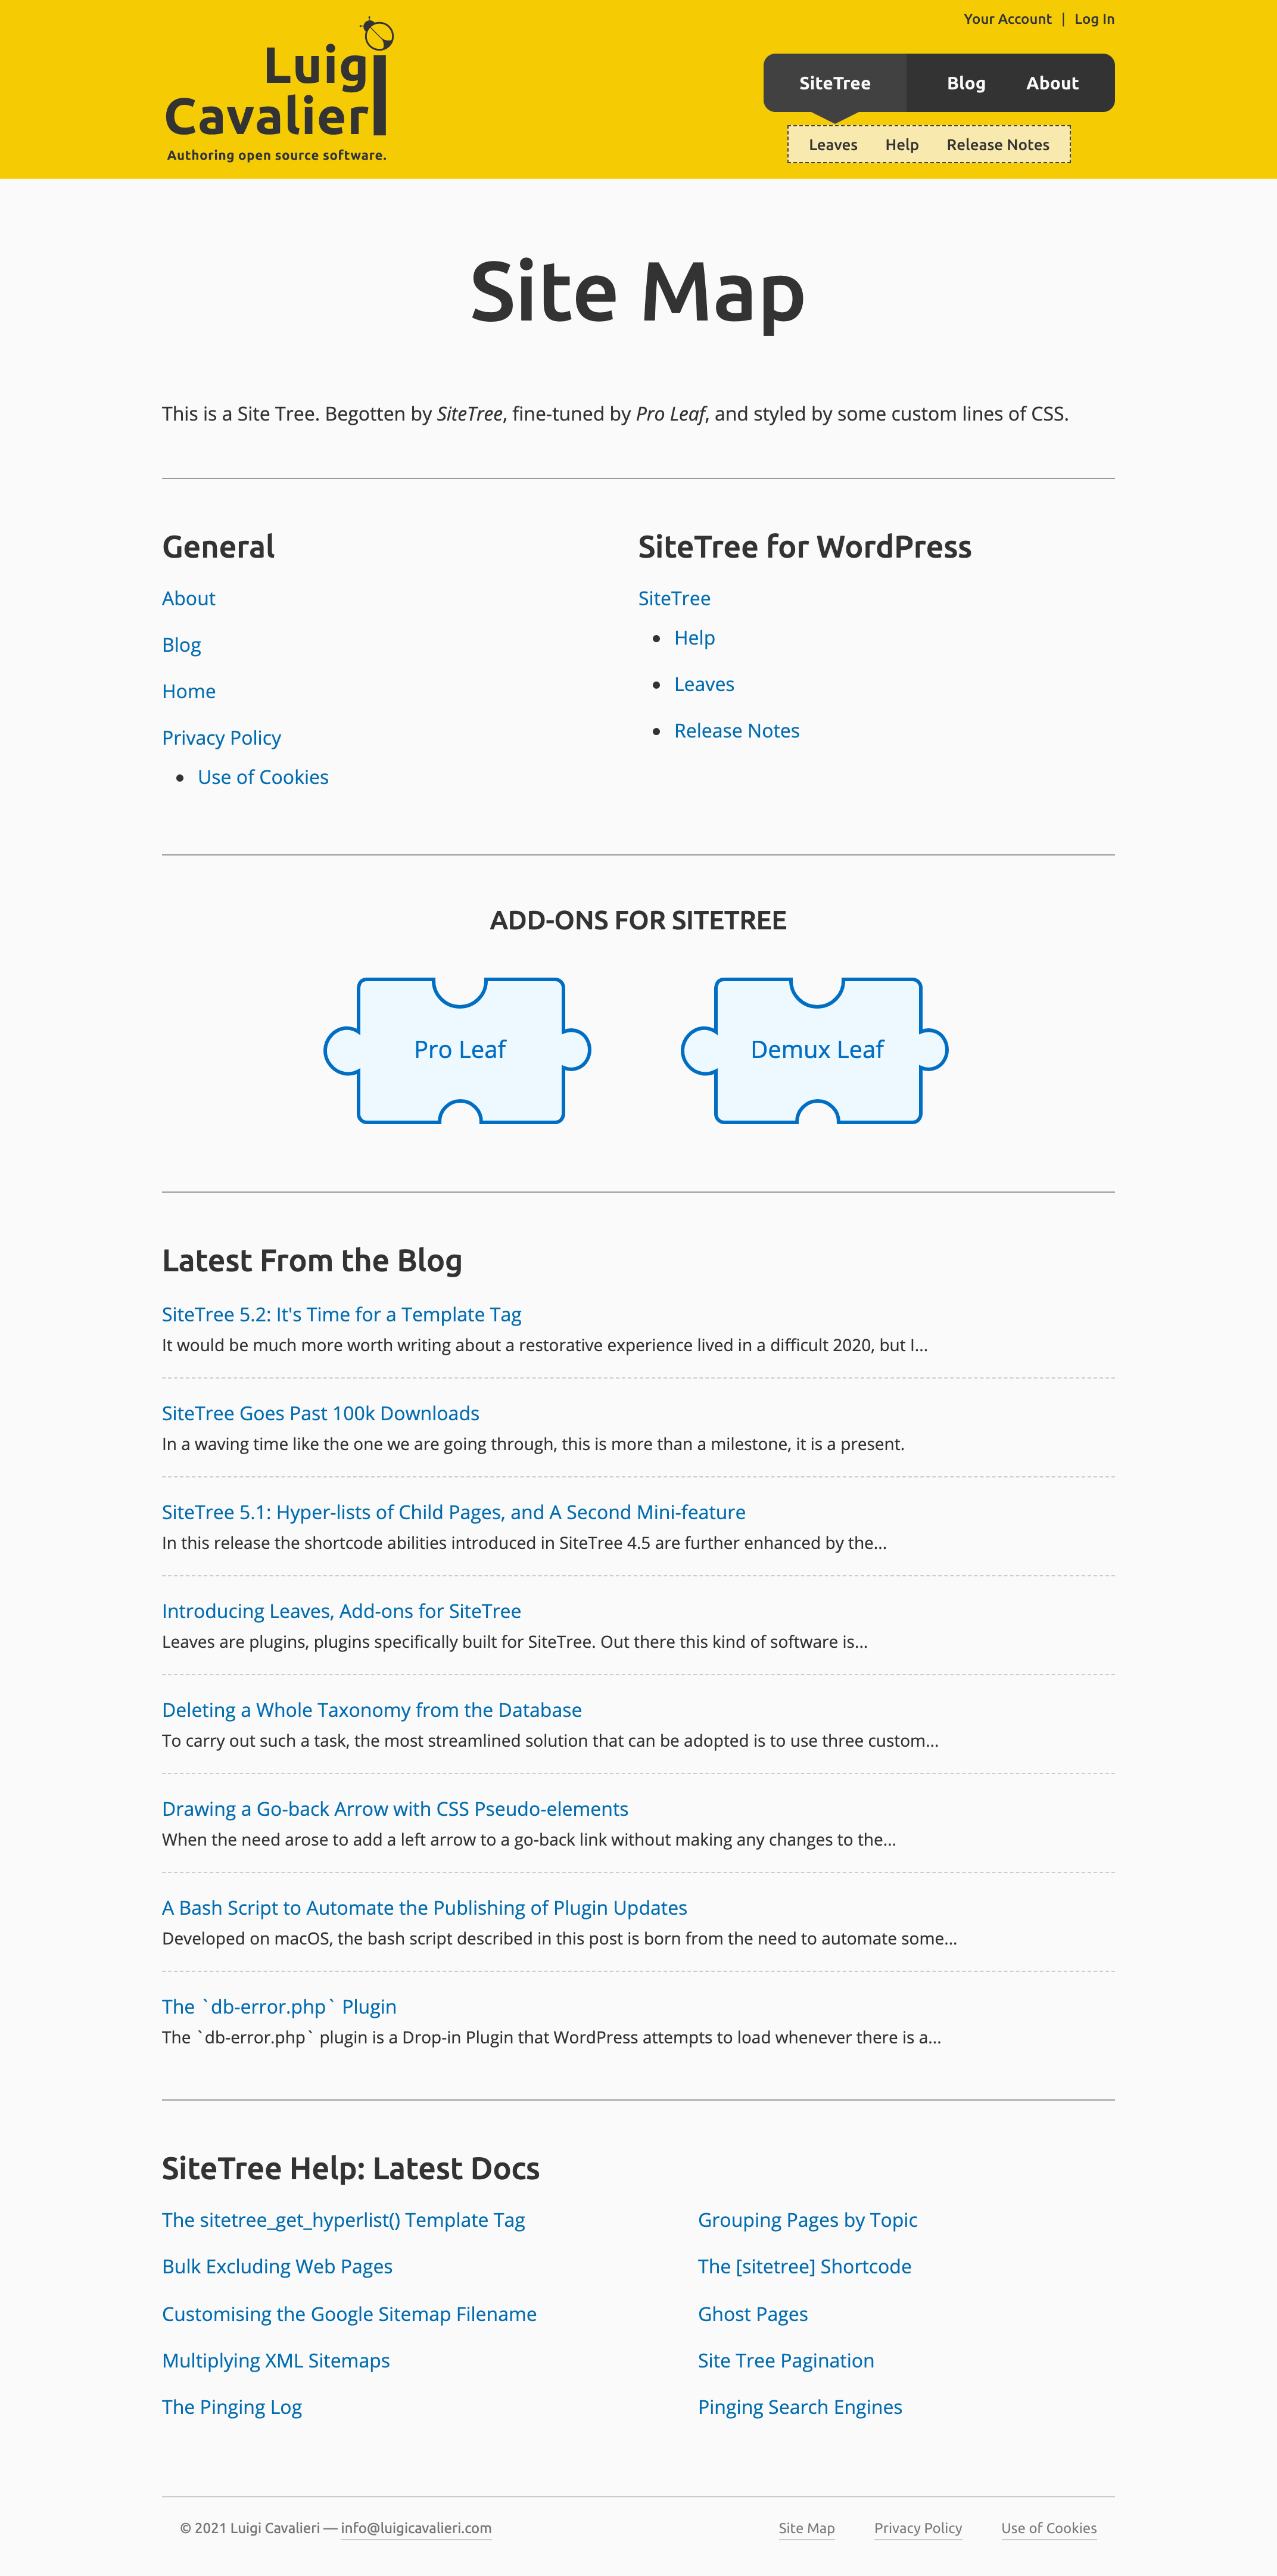 Your Account | Log In
Luigi
Cavalieri
Authoring open source software.
SiteTree Blog About
Leaves Help Release Notes
Site Map
This is a Site Tree. Begotten by SiteTree, fine-tuned by Pro Leaf, and styled by some custom lines of CSS.
General
About
Blog
Home
Privacy Policy
• Use of Cookies
SiteTree for WordPress
SiteTree
• Help
• Leaves
• Release Notes
ADD-ONS FOR SITETREE
Pro Leaf
Demux Leaf
Latest From the Blog
SiteTree 5.2: It's Time for a Template Tag
It would be much more worth writing about a restorative experience lived in a difficult 2020, but I...
SiteTree Goes Past 100k Downloads
In a waving time like the one we are going through, this is more than a milestone, it is a present.
SiteTree 5.1: Hyper-lists of Child Pages, and A Second Mini-feature
In this release the shortcode abilities introduced in SiteTree 4.5 are further enhanced by the...
Introducing Leaves, Add-ons for SiteTree
Leaves are plugins, plugins specifically built for SiteTree. Out there this kind of software is...
Deleting a Whole Taxonomy from the Database
To carry out such a task, the most streamlined solution that can be adopted is to use three custom...
Drawing a Go-back Arrow with CSS Pseudo-elements
When the need arose to add a left arrow to a go-back link without making any changes to the...
A Bash Script to Automate the Publishing of Plugin Updates
Developed on macOS, the bash script described in this post is born from the need to automate some...
The `db-error.php` Plugin
The `db-error.php` plugin is a Drop-in Plugin that WordPress attempts to load whenever there is a...
SiteTree Help: Latest Docs
The sitetree_get_hyperlist() Template Tag
Bulk Excluding Web Pages
Customising the Google Sitemap Filename
Multiplying XML Sitemaps
The Pinging Log
Grouping Pages by Topic
The [sitetree] Shortcode
Ghost Pages
Site Tree Pagination
Pinging Search Engines
© 2021 Luigi Cavalieri — info@luigicavalieri.com
Site Map Privacy Policy Use of Cookies